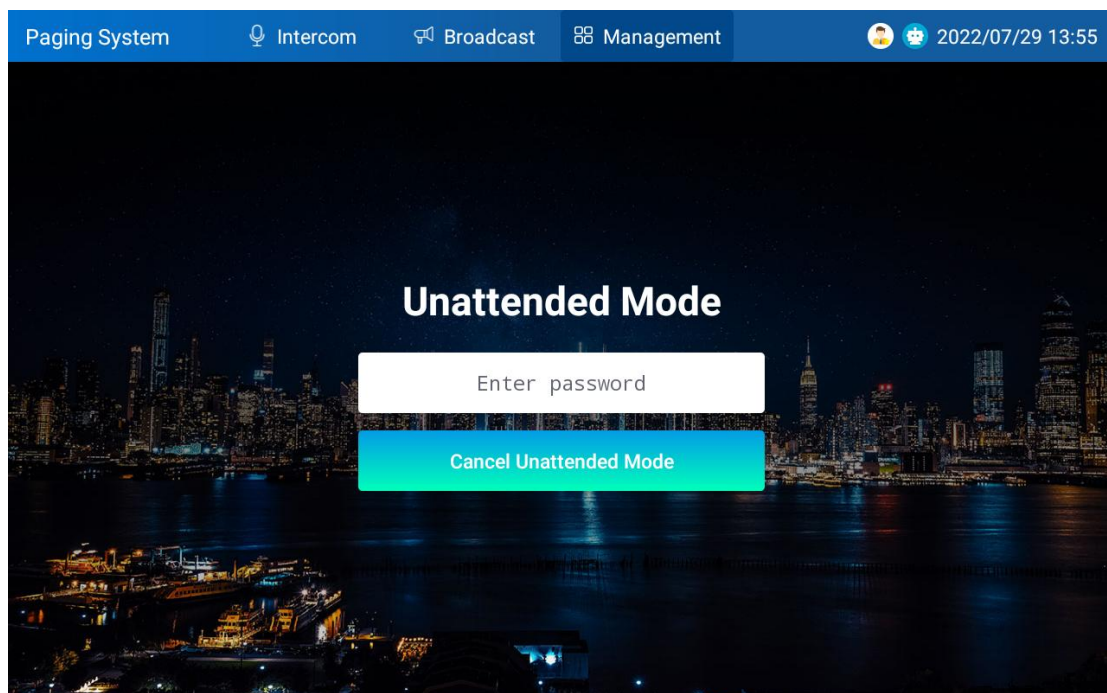 Paging System Intercom Broadcast Management 2022/07/29 13:55
Unattended Mode
Enter password
Cancel Unattended Mode